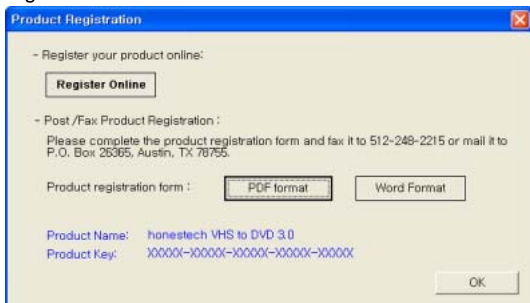 Product Registration
- Register your product online:
Register Online
- Post /Fax Product Registration :
Please complete the product registration form and fax it to 512-248-2215 or mail it to
P.O. Box 26365, Austin, TX 78755.
Product registration form :
PDF format
Word Format
Product Name: honestech VHS to DVD 3.0
Product Key: XXXXX-XXXXX-XXXXX-XXXXX-XXXXX
OK